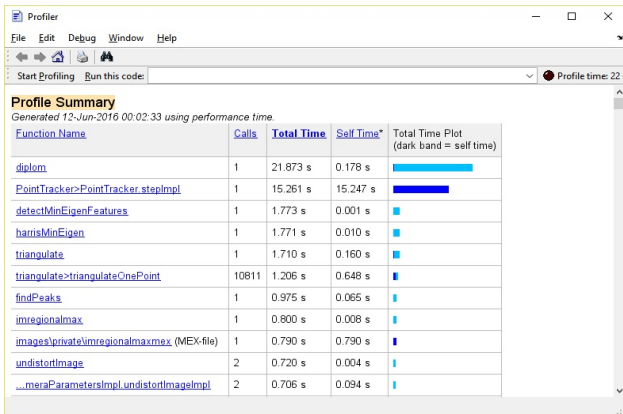 Profiler
File Edit Debug Window Help
Start Profiling Run this code: Profile time: 22
Profile Summary
Generated 12-Jun-2016 00:02:33 using performance time.
Function Name Calls Total Time Self Time* Total Time Plot
(dark band = self time)
diplom 1 21.873 s 0.178 s
PointTracker>PointTracker.stepImpl 1 15.261 s 15.247 s
detectMinEigenFeatures 1 1.773 s 0.001 s
harrisMinEigen 1 1.771 s 0.010 s
triangulate 1 1.710 s 0.160 s
triangulate>triangulateOnePoint 10811 1.206 s 0.648 s
findPeaks 1 0.975 s 0.065 s
imregionalmax 1 0.800 s 0.008 s
images\private\imregionalmaxmex (MEX-file) 1 0.790 s 0.790 s
undistortImage 2 0.720 s 0.004 s
...meraParametersImpl.undistortImageImpl 2 0.706 s 0.094 s